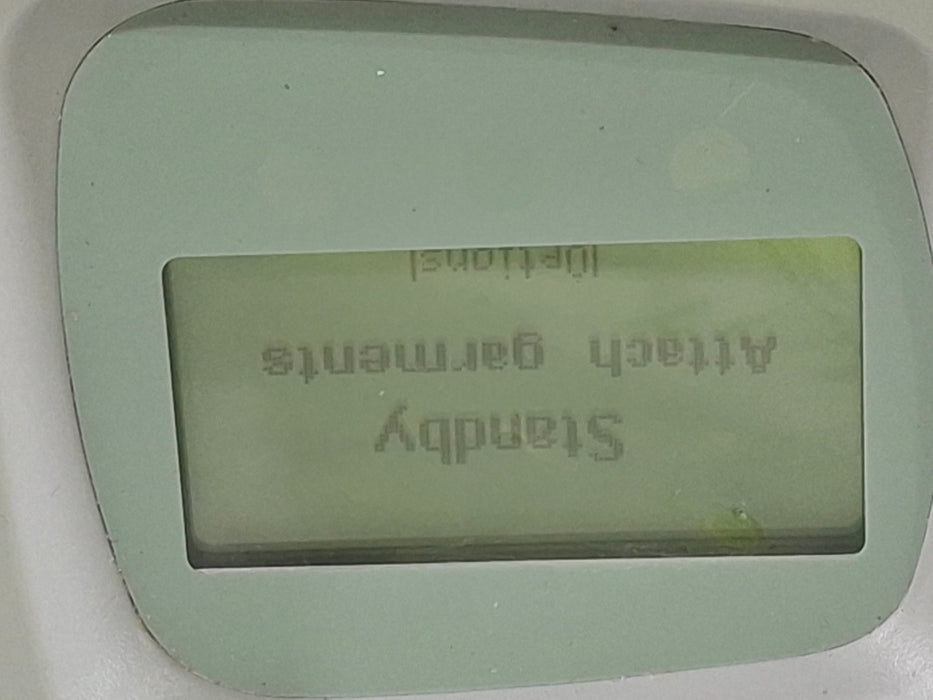 Standby
Attach garments
|Options|